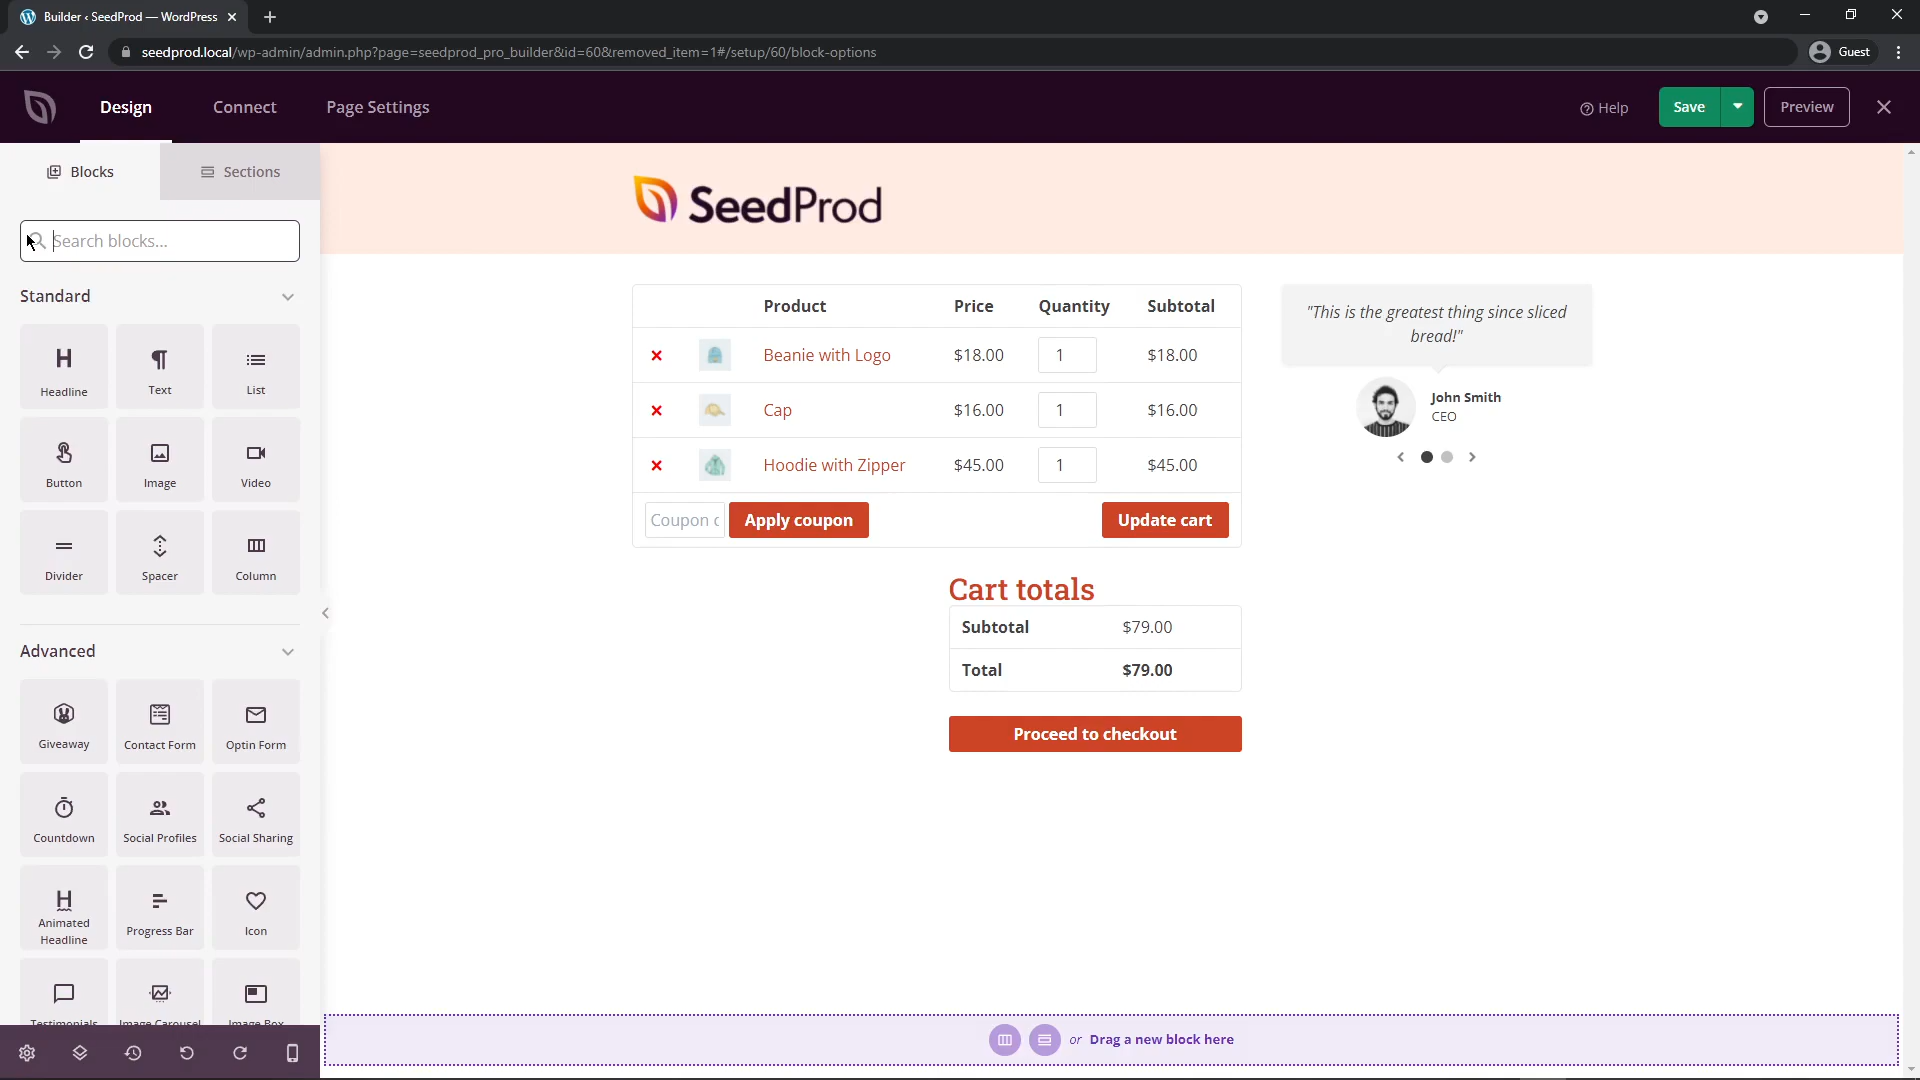 Builder ‹ SeedProd — WordPress
seedprod.local/wp-admin/admin.php?page=seedprod_pro_builder&id=60&removed_item=1#/setup/60/block-options
Guest
Design
Connect
Page Settings
Help
Save
Preview
Blocks
Sections
Search blocks...
Standard
Headline
Text
List
Button
Image
Video
Divider
Spacer
Column
Advanced
Giveaway
Contact Form
Optin Form
Countdown
Social Profiles
Social Sharing
Animated
Headline
Progress Bar
Icon
Testimonials
Image Carousel
Image Box
SeedProd
Product Price Quantity Subtotal
Beanie with Logo $18.00 1 $18.00
Cap $16.00 1 $16.00
Hoodie with Zipper $45.00 1 $45.00
Coupon c
Apply coupon
Update cart
Cart totals
Subtotal $79.00
Total $79.00
Proceed to checkout
"This is the greatest thing since sliced
bread!"
John Smith
CEO
or Drag a new block here